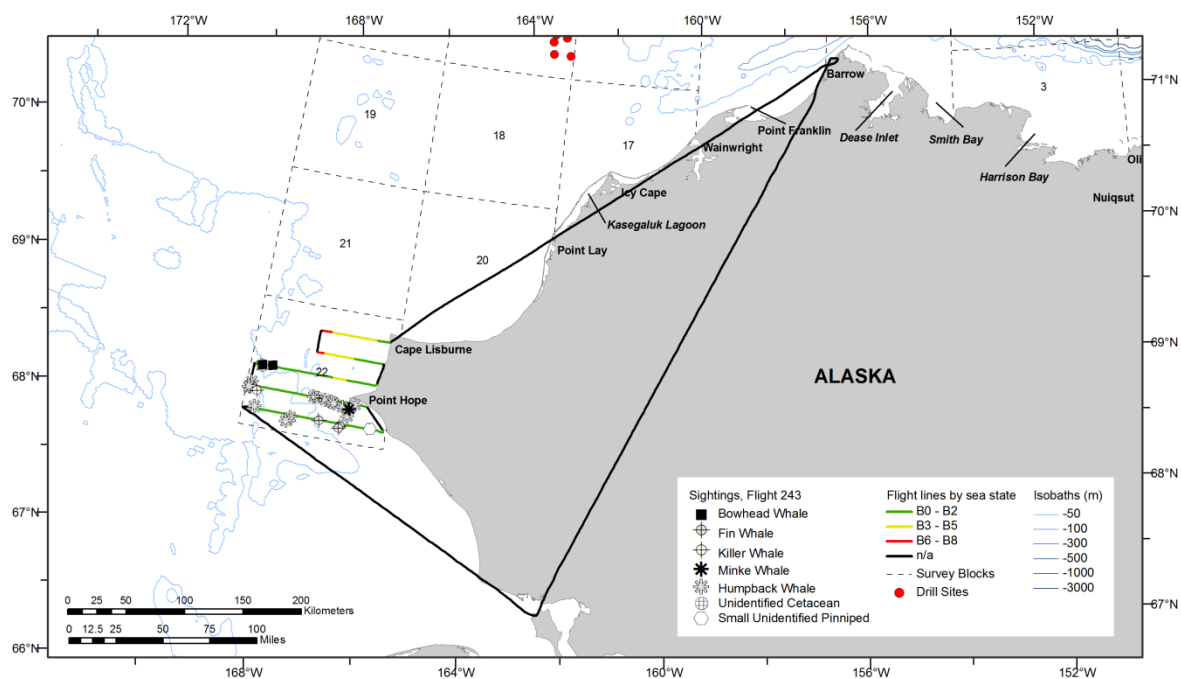 172°W
168°W
164°W
160°W
156°W
152°W
71°N
70°N
69°N
68°N
67°N
66°N
71°N
70°N
69°N
68°N
67°N
168°W
164°W
160°W
156°W
152°W
19
18
17
3
21
20
22
Barrow
Point Franklin
Wainwright
Dease Inlet
Smith Bay
Harrison Bay
Oli
Nuiqsut
Icy Cape
Kasegaluk Lagoon
Point Lay
Cape Lisburne
Point Hope
ALASKA
Sightings, Flight 243
Bowhead Whale
Fin Whale
Killer Whale
Minke Whale
Humpback Whale
Unidentified Cetacean
Small Unidentified Pinniped
Flight lines by sea state
B0 - B2
B3 - B5
B6 - B8
n/a
Survey Blocks
Drill Sites
Isobaths (m)
-50
-100
-300
-500
-1000
-3000
0 25 50 100 150 200
Kilometers
0 12.5 25 50 75 100
Miles